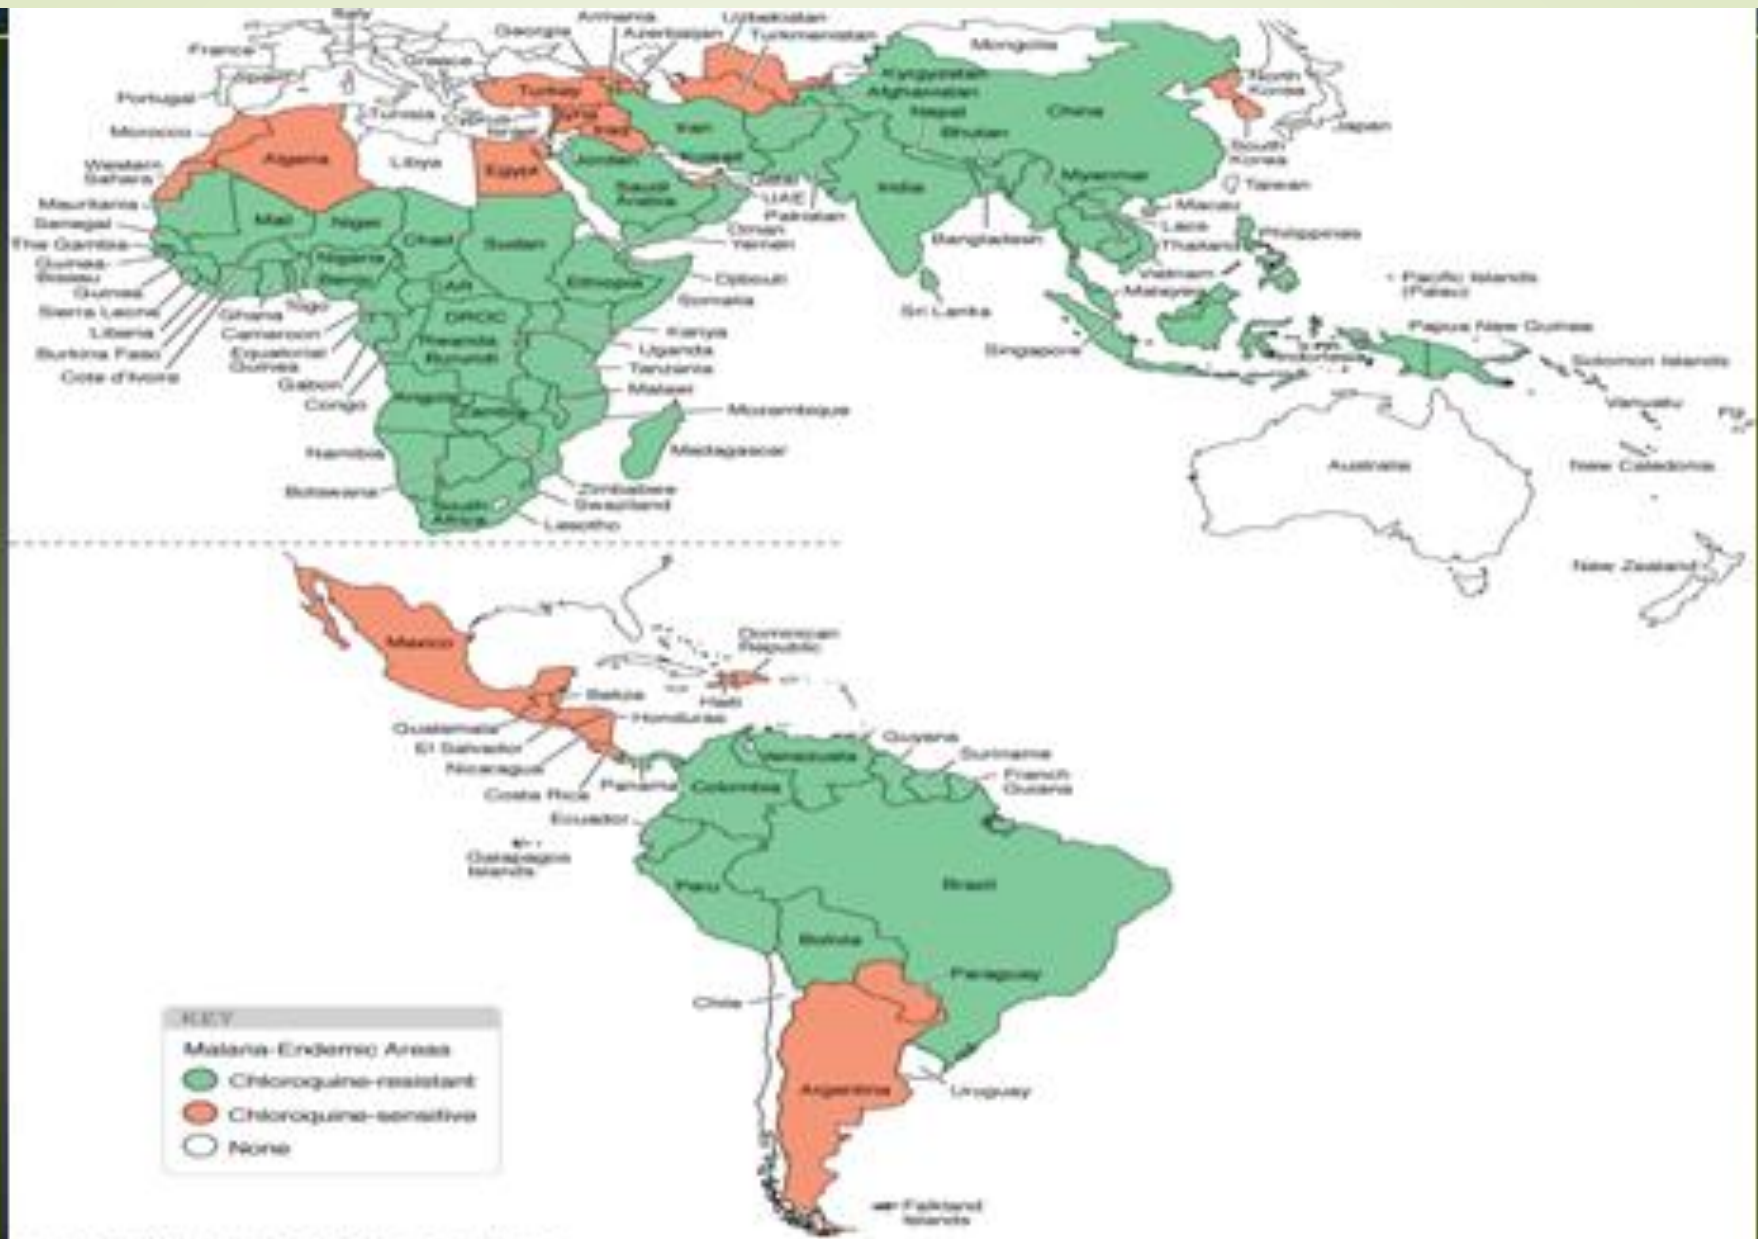 Italy
Armenia
Uzbekistan
Georgia
Azerbaijan
Turkmenistan
France
Greece
Mongolia
Spain
Portugal
Turkey
Kyrgyzstan
Afghanistan
North
Korea
Morocco
Tunisia
Cyprus
Israel
Syria
Iraq
Iran
Nepal
China
Bhutan
Japan
Western
Sahara
Algeria
Libya
Egypt
Jordan
Kuwait
South
Korea
Mauritania
Saudi
Arabia
Qatar
UAE
Pakistan
India
Myanmar
Taiwan
Senegal
Mali
Niger
Chad
Sudan
Oman
Yemen
Bangladesh
Macau
Laos
Thailand
Philippines
The Gambia
Guinea-
Bissau
Nigeria
Benin
Ethiopia
Djibouti
Vietnam
Malaysia
Pacific Islands
(Palau)
Guinea
CAR
Somalia
Sierra Leone
Togo
Ghana
Sri Lanka
Liberia
Cameroon
DROC
Rwanda
Burundi
Kenya
Papua New Guinea
Burkina Faso
Equatorial
Guinea
Uganda
Singapore
Indonesia
Solomon Islands
Cote d'Ivoire
Gabon
Tanzania
Congo
Angola
Zambia
Malawi
Mozambique
Vanuatu
Fiji
Namibia
Madagascar
Australia
New Caledonia
Botswana
South
Africa
Zimbabwe
Swaziland
Lesotho
New Zealand
Mexico
Dominican
Republic
Belize
Haiti
Guatemala
Honduras
El Salvador
Nicaragua
Costa Rica
Panama
Venezuela
Guyana
Suriname
French
Guiana
Colombia
Ecuador
Galapagos
Islands
Peru
Brazil
Bolivia
Paraguay
Chile
Argentina
Uruguay
Falkland
Islands
KEY
Malaria-Endemic Areas
Chloroquine-resistant
Chloroquine-sensitive
None